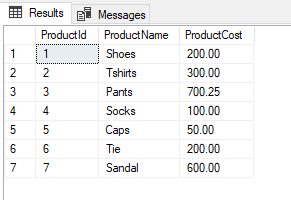 Results Messages
ProductId ProductName ProductCost
1 1 Shoes 200.00
2 2 Tshirts 300.00
3 3 Pants 700.25
4 4 Socks 100.00
5 5 Caps 50.00
6 6 Tie 200.00
7 7 Sandal 600.00